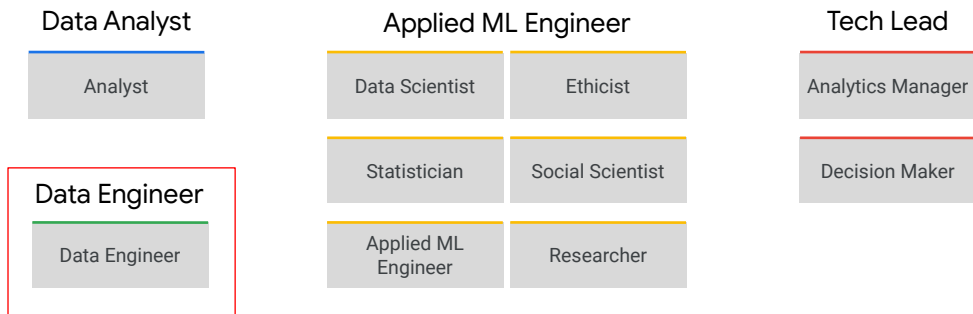 Data Analyst
Analyst
Data Engineer
Data Engineer
Applied ML Engineer
Data Scientist
Ethicist
Statistician
Social Scientist
Applied ML
Engineer
Researcher
Tech Lead
Analytics Manager
Decision Maker